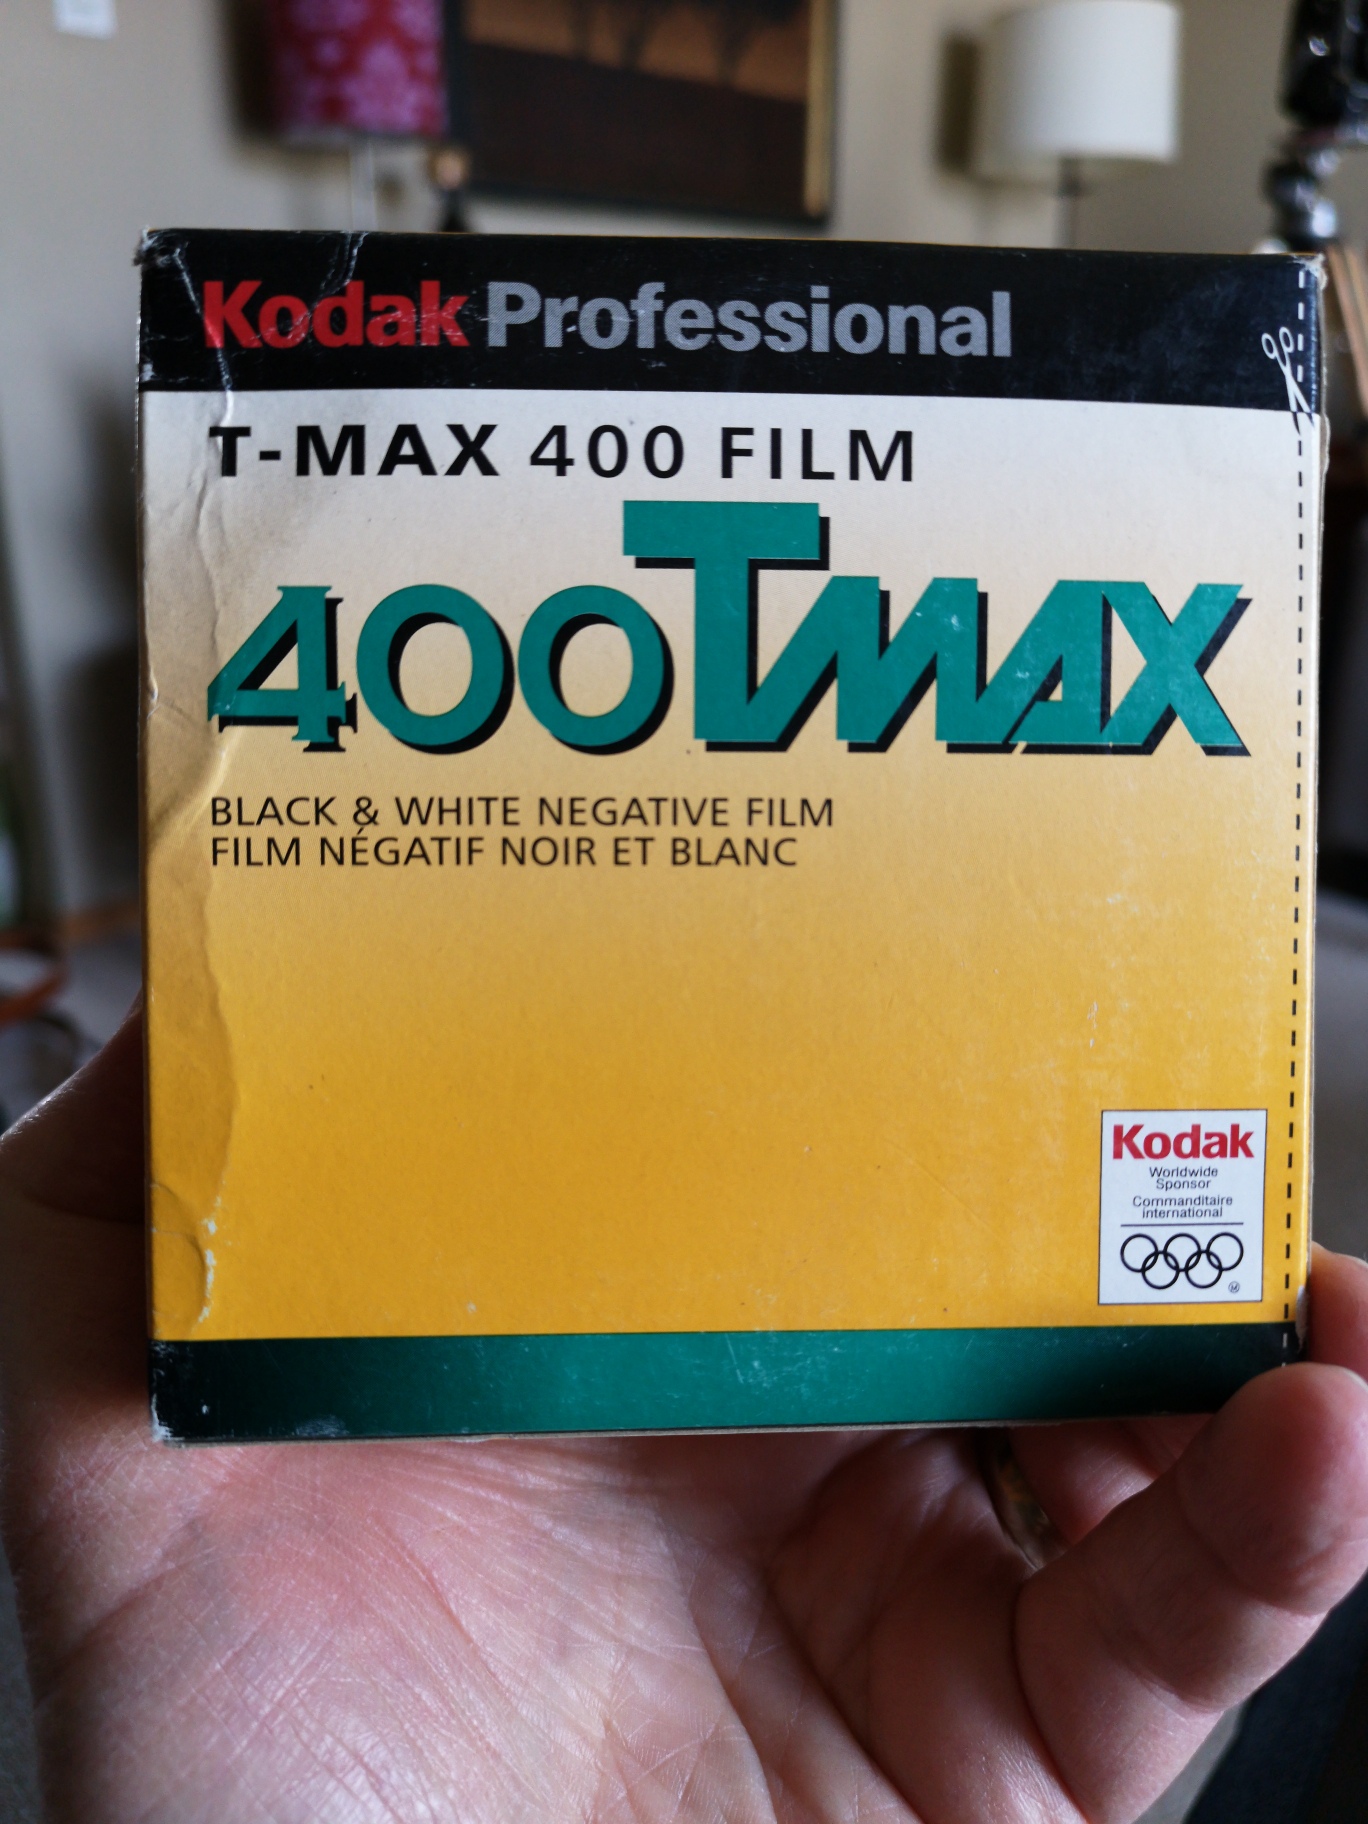 Kodak Professional
T-MAX 400 FILM
400TMAX
BLACK & WHITE NEGATIVE FILM
FILM NÉGATIF NOIR ET BLANC
Kodak
Worldwide
Sponsor
Commanditaire
international